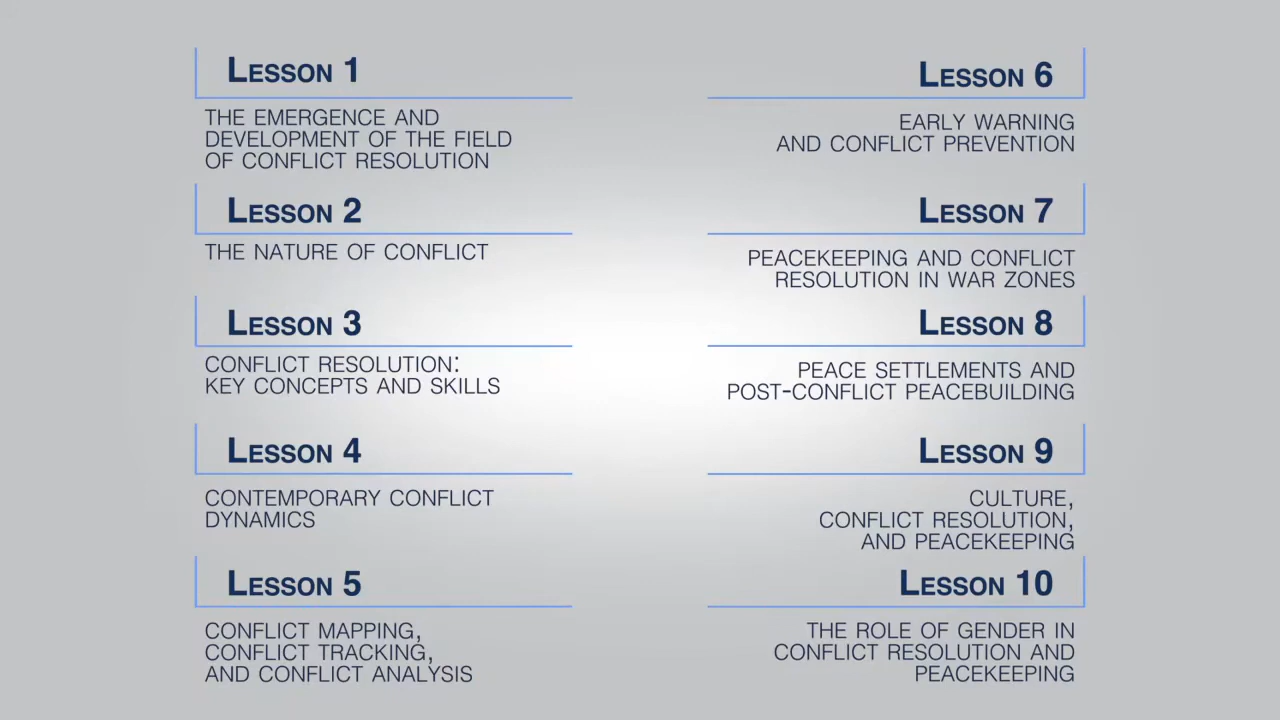 LESSON 1
THE EMERGENCE AND
DEVELOPMENT OF THE FIELD
OF CONFLICT RESOLUTION
LESSON 2
THE NATURE OF CONFLICT
LESSON 3
CONFLICT RESOLUTION:
KEY CONCEPTS AND SKILLS
LESSON 4
CONTEMPORARY CONFLICT
DYNAMICS
LESSON 5
CONFLICT MAPPING,
CONFLICT TRACKING,
AND CONFLICT ANALYSIS
LESSON 6
EARLY WARNING
AND CONFLICT PREVENTION
LESSON 7
PEACEKEEPING AND CONFLICT
RESOLUTION IN WAR ZONES
LESSON 8
PEACE SETTLEMENTS AND
POST-CONFLICT PEACEBUILDING
LESSON 9
CULTURE,
CONFLICT RESOLUTION,
AND PEACEKEEPING
LESSON 10
THE ROLE OF GENDER IN
CONFLICT RESOLUTION AND
PEACEKEEPING